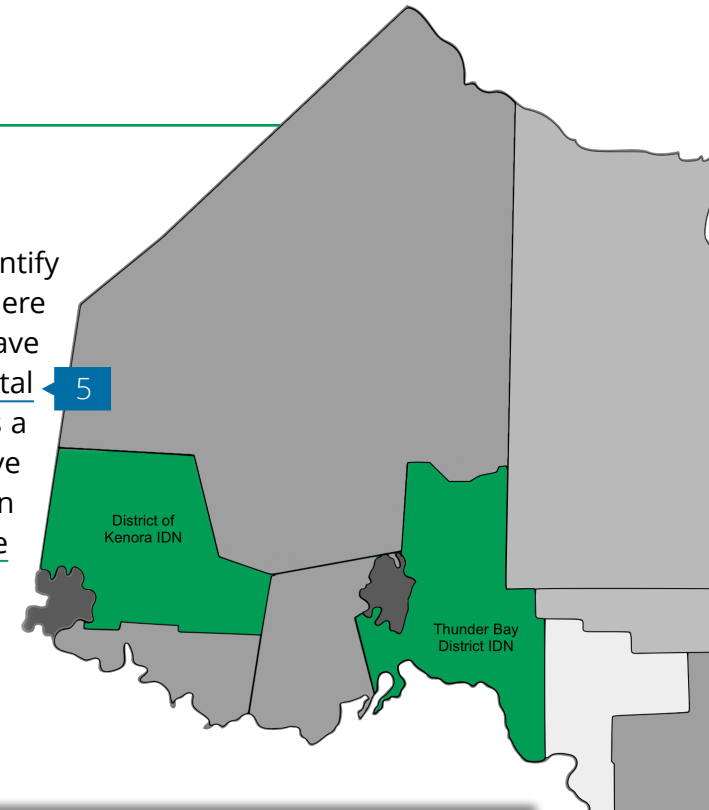 ntify
ere
ave
tal
5
s a
ve
n
e
District of
Kenora IDN
Thunder Bay
District IDN